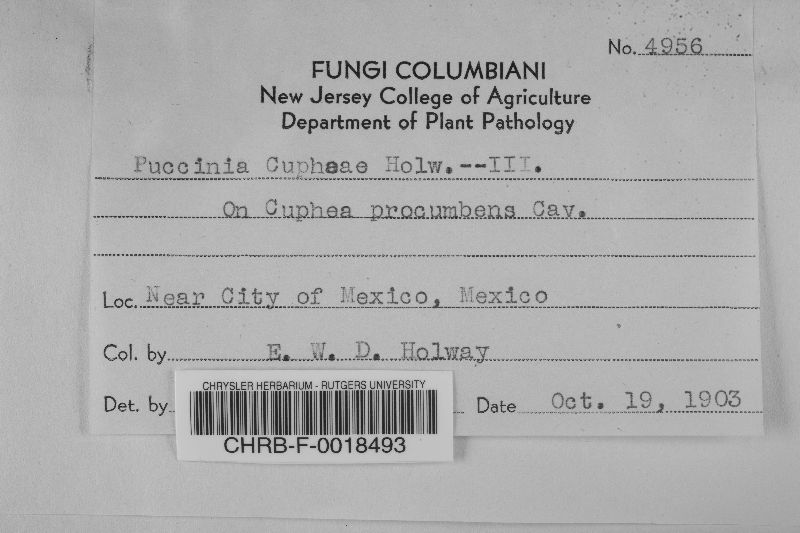 No. 4956
FUNGI COLUMBIANI
New Jersey College of Agriculture
Department of Plant Pathology
Puccinia Cupheae Holw.--III.
On Cuphea procumbens Cav.
Loc. Near City of Mexico, Mexico
Col. by E. W. D. Holway
Det. by
Date Oct. 19, 1903
CHRYSLER HERBARIUM - RUTGERS UNIVERSITY
CHRB-F-0018493